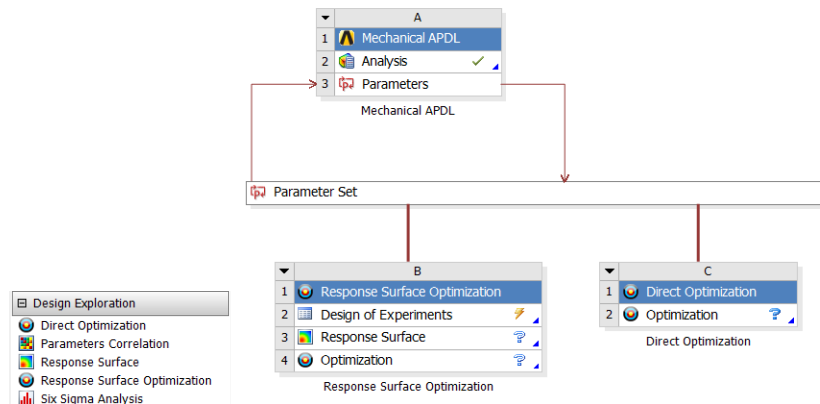 A
1 Mechanical APDL
2 Analysis
3 Parameters
Mechanical APDL
Parameter Set
B
1 Response Surface Optimization
2 Design of Experiments
3 Response Surface
4 Optimization
Response Surface Optimization
C
1 Direct Optimization
2 Optimization
Direct Optimization
Design Exploration
Direct Optimization
Parameters Correlation
Response Surface
Response Surface Optimization
Six Sigma Analysis